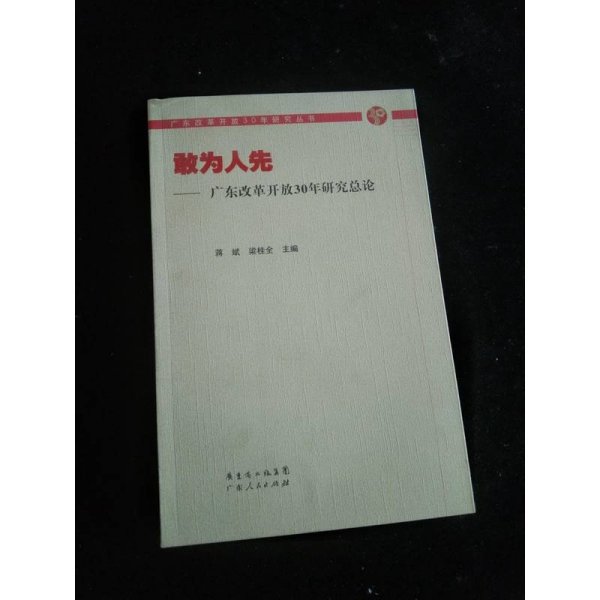 广东改革开放30年研究丛书
敢为人先
—— 广东改革开放30年研究总论
蒋 斌 梁桂全 主编
广东省出版集团
广东人民出版社